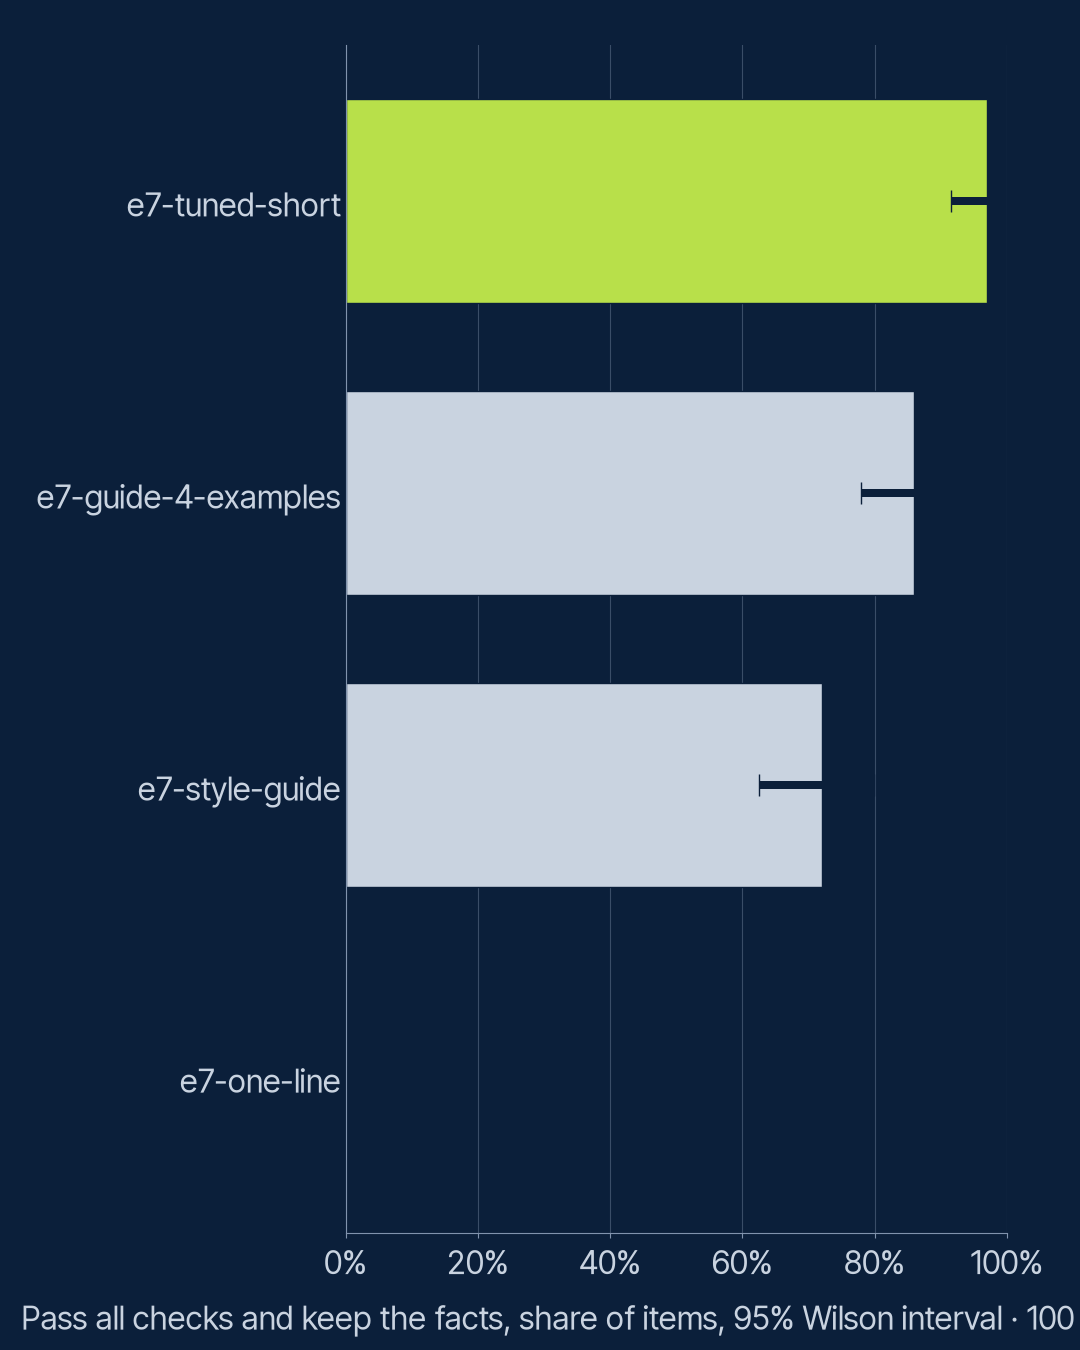 e7-tuned-short
e7-guide-4-examples
e7-style-guide
e7-one-line
0% 20% 40% 60% 80% 100%
Pass all checks and keep the facts, share of items, 95% Wilson interval · 100